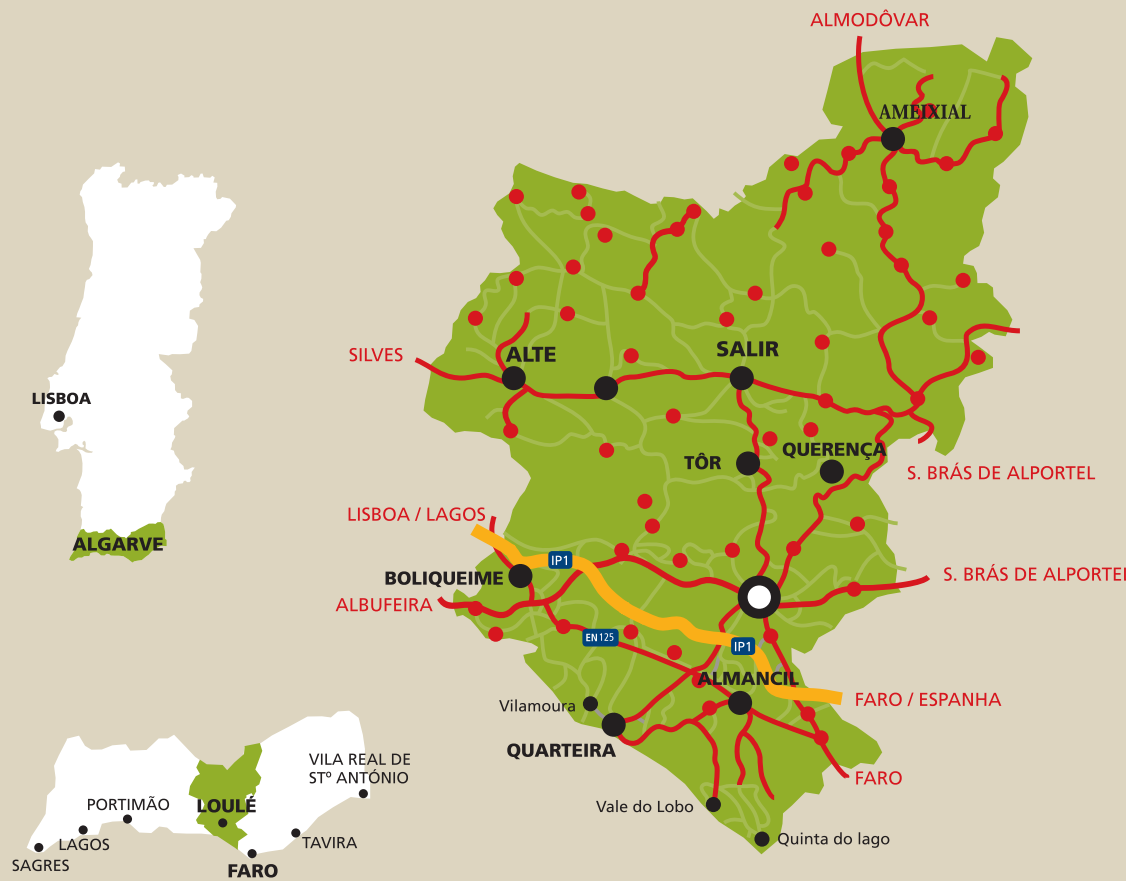 ALMODÔVAR
AMEIXIAL
SILVES
ALTE
SALIR
LISBOA
TÔR
QUERENÇA
S. BRÁS DE ALPORTEL
LISBOA / LAGOS
ALGARVE
IP1
BOLIQUEIME
S. BRÁS DE ALPORTEL
ALBUFEIRA
EN125
IP1
ALMANCIL
FARO / ESPANHA
Vilamoura
QUARTEIRA
FARO
VILA REAL DE
STº ANTÓNIO
PORTIMÃO
LOULÉ
Vale do Lobo
LAGOS
TAVIRA
Quinta do lago
SAGRES
FARO